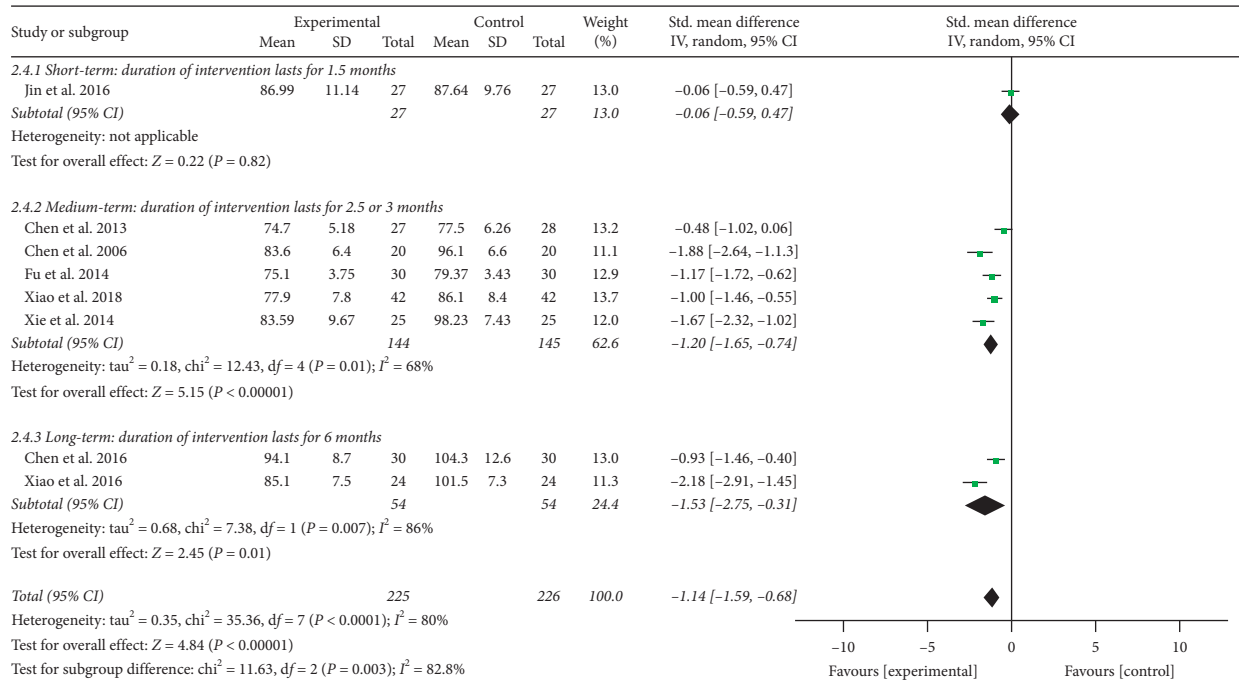 Study or subgroup Experimental Control Weight (%) Std. mean difference IV, random, 95% CI Std. mean difference IV, random, 95% CI
Mean SD Total Mean SD Total
2.4.1 Short-term: duration of intervention lasts for 1.5 months
Jin et al. 2016 86.99 11.14 27 87.64 9.76 27 13.0 –0.06 [–0.59, 0.47]
Subtotal (95% CI) 27 27 13.0 –0.06 [–0.59, 0.47]
Heterogeneity: not applicable
Test for overall effect: Z = 0.22 (P = 0.82)
2.4.2 Medium-term: duration of intervention lasts for 2.5 or 3 months
Chen et al. 2013 74.7 5.18 27 77.5 6.26 28 13.2 –0.48 [–1.02, 0.06]
Chen et al. 2006 83.6 6.4 20 96.1 6.6 20 11.1 –1.88 [–2.64, –1.1.3]
Fu et al. 2014 75.1 3.75 30 79.37 3.43 30 12.9 –1.17 [–1.72, –0.62]
Xiao et al. 2018 77.9 7.8 42 86.1 8.4 42 13.7 –1.00 [–1.46, –0.55]
Xie et al. 2014 83.59 9.67 25 98.23 7.43 25 12.0 –1.67 [–2.32, –1.02]
Subtotal (95% CI) 144 145 62.6 –1.20 [–1.65, –0.74]
Heterogeneity: tau² = 0.18, chi² = 12.43, df = 4 (P = 0.01); I² = 68%
Test for overall effect: Z = 5.15 (P < 0.00001)
2.4.3 Long-term: duration of intervention lasts for 6 months
Chen et al. 2016 94.1 8.7 30 104.3 12.6 30 13.0 –0.93 [–1.46, –0.40]
Xiao et al. 2016 85.1 7.5 24 101.5 7.3 24 11.3 –2.18 [–2.91, –1.45]
Subtotal (95% CI) 54 54 24.4 –1.53 [–2.75, –0.31]
Heterogeneity: tau² = 0.68, chi² = 7.38, df = 1 (P = 0.007); I² = 86%
Test for overall effect: Z = 2.45 (P = 0.01)
Total (95% CI) 225 226 100.0 –1.14 [–1.59, –0.68]
Heterogeneity: tau² = 0.35, chi² = 35.36, df = 7 (P < 0.0001); I² = 80%
Test for overall effect: Z = 4.84 (P < 0.00001)
Test for subgroup difference: chi² = 11.63, df = 2 (P = 0.003); I² = 82.8%
–10 –5 0 5 10
Favours [experimental] Favours [control]